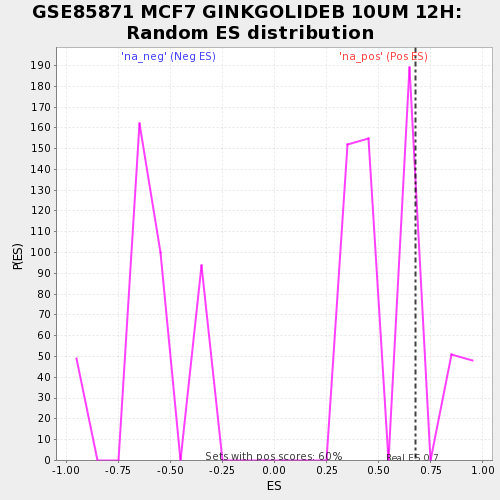 GSE85871 MCF7 GINKGOLIDEB 10UM 12H:
Random ES distribution
'na_neg' (Neg ES)
'na_pos' (Pos ES)
190
180
170
160
150
140
130
120
110
100
90
80
70
60
50
40
30
20
10
0
P(ES)
Sets with pos scores: 60%
Real ES 0.7
-1.00 -0.75 -0.50 -0.25 0.00 0.25 0.50 0.75 1.00
ES